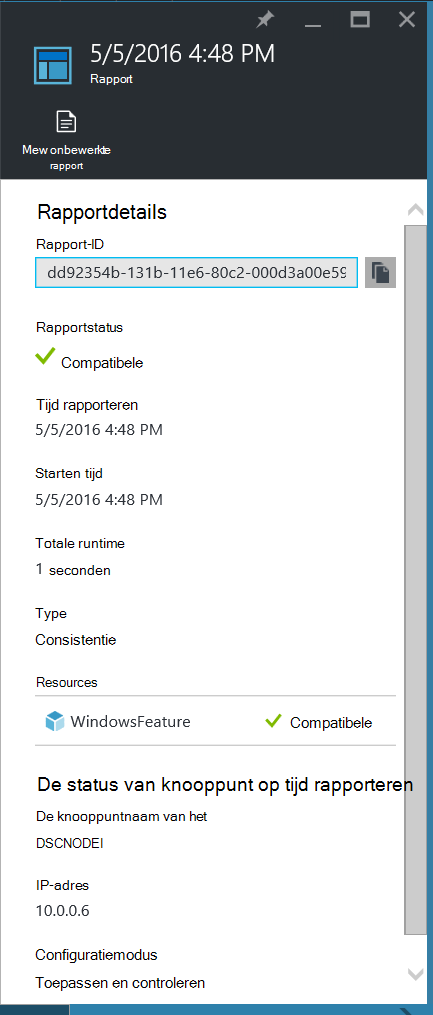 5/5/2016 4:48 PM
Rapport
Mew onbewerkte
rapport
Rapportdetails
Rapport-ID
dd92354b-131b-11e6-80c2-000d3a00e59
Rapportstatus
Compatibele
Tijd rapporteren
5/5/2016 4:48 PM
Starten tijd
5/5/2016 4:48 PM
Totale runtime
1 seconden
Type
Consistentie
Resources
WindowsFeature Compatibele
De status van knooppunt op tijd rapporteren
De knooppuntnaam van het
DSCNODEI
IP-adres
10.0.0.6
Configuratiemodus
Toepassen en controleren